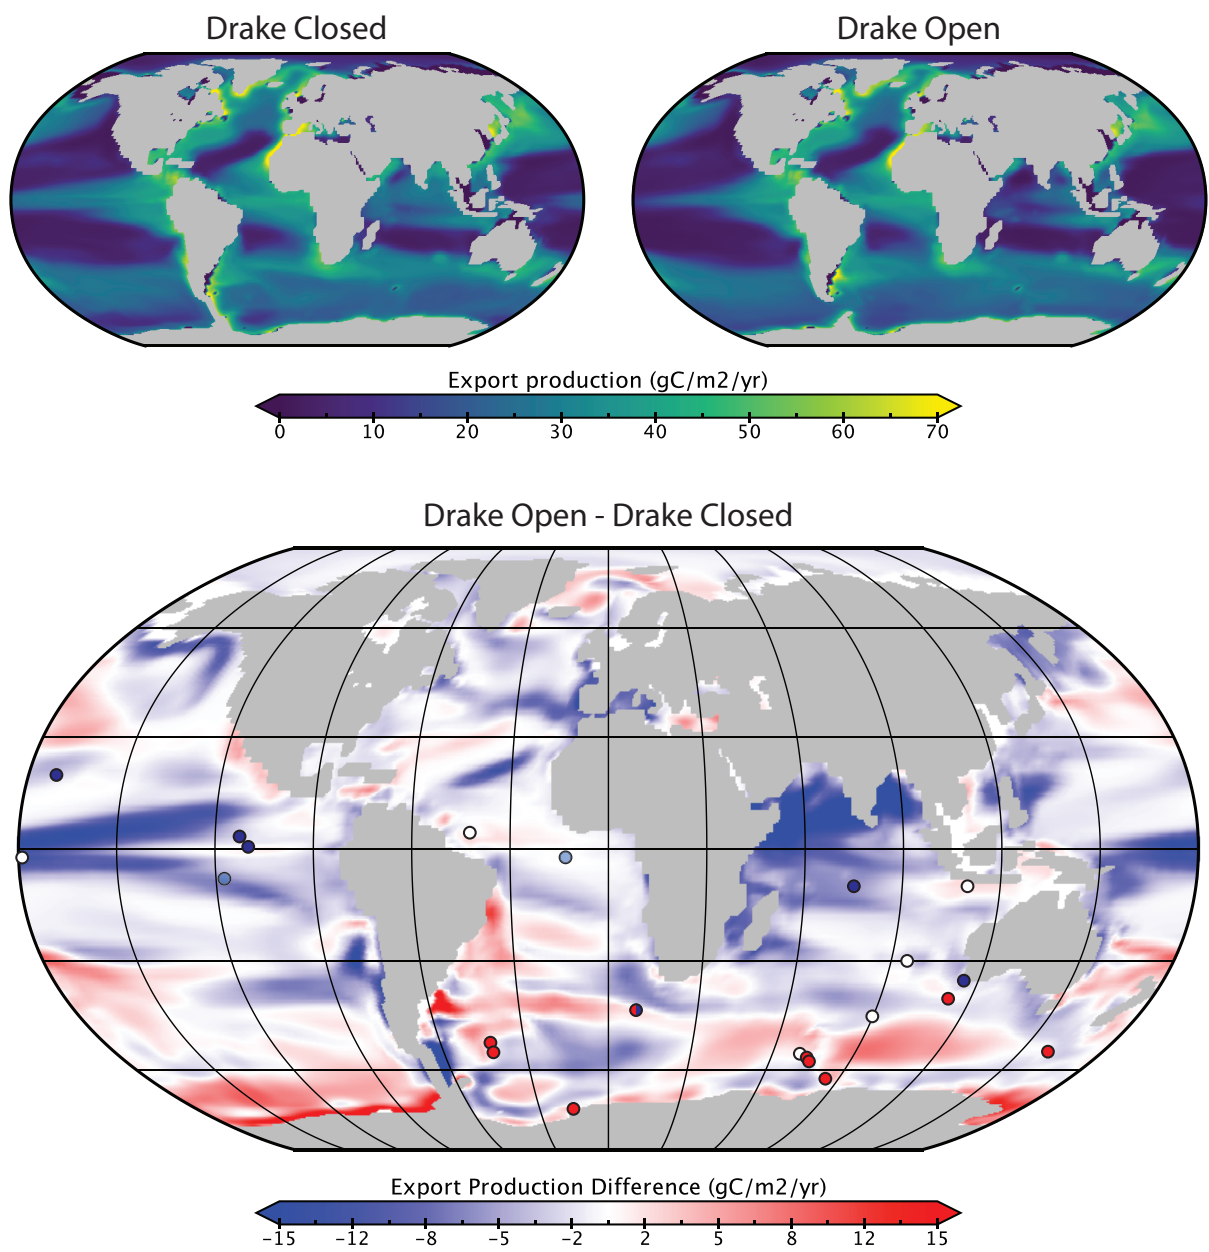 Drake Closed
Drake Open
Export production (gC/m2/yr)
0 10 20 30 40 50 60 70
Drake Open - Drake Closed
Export Production Difference (gC/m2/yr)
−15 −12 −8 −5 −2 2 5 8 12 15